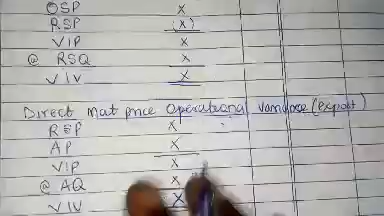 OSP X
RSP (X)
VIP X
@ RSQ X
VIV X
Direct mat price operational variance (expost)
RSP X
AP X
VIP X
@ AQ X
VIV X